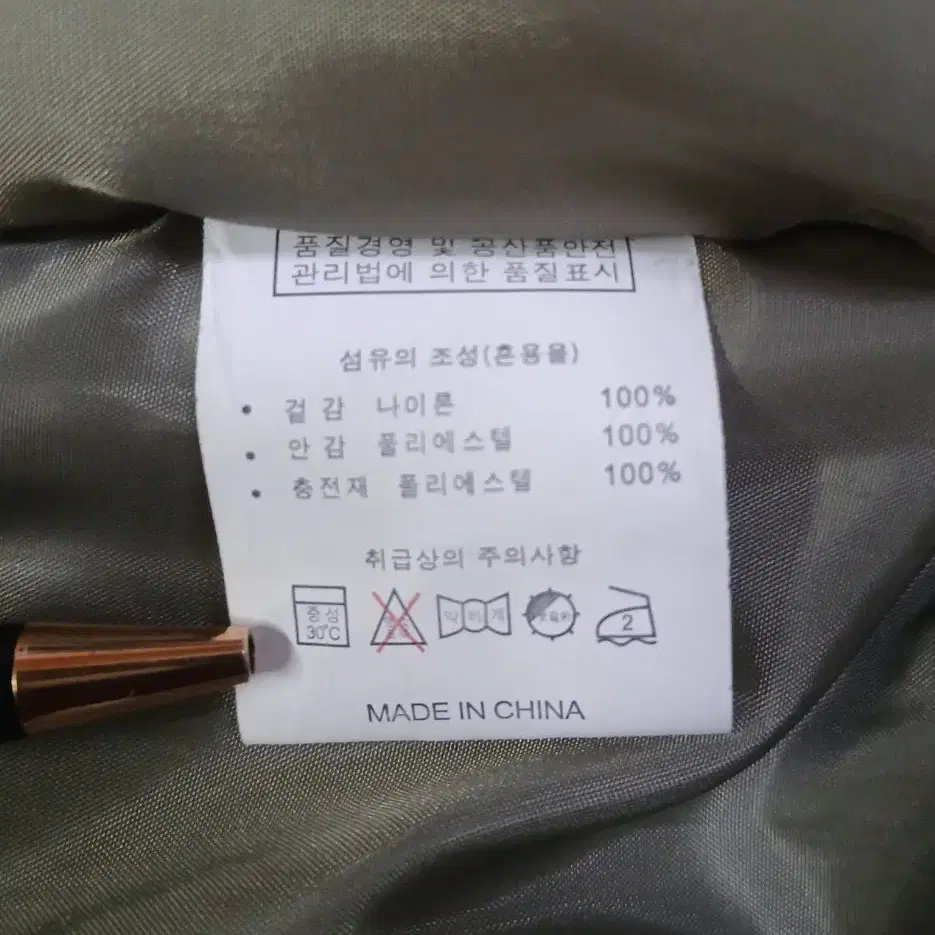 품질경영 및 공산품안전
관리법에 의한 품질표시
섬유의 조성(혼용율)
• 겉감 나이론 100%
• 안감 폴리에스텔 100%
• 충전재 폴리에스텔 100%
취급상의 주의사항
중성 30℃ 약하게 2
MADE IN CHINA